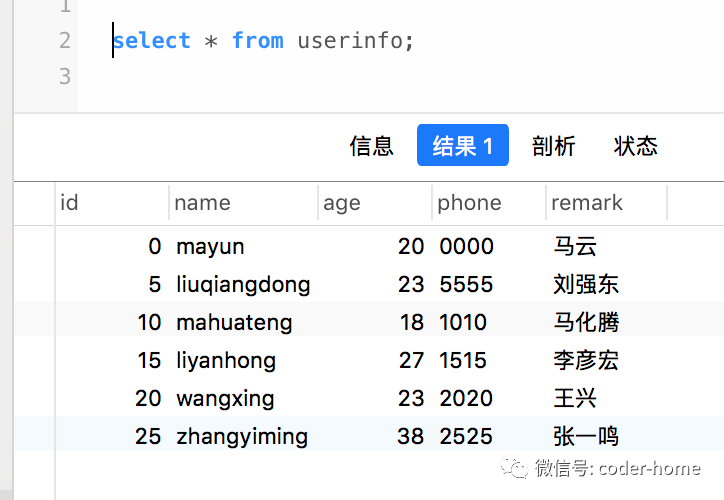 1
2 select * from userinfo;
3
信息 结果 1 剖析 状态
id name age phone remark
0 mayun 20 0000 马云
5 liuqiangdong 23 5555 刘强东
10 mahuateng 18 1010 马化腾
15 liyanhong 27 1515 李彦宏
20 wangxing 23 2020 王兴
25 zhangyiming 38 2525 张一鸣
微信号: coder-home